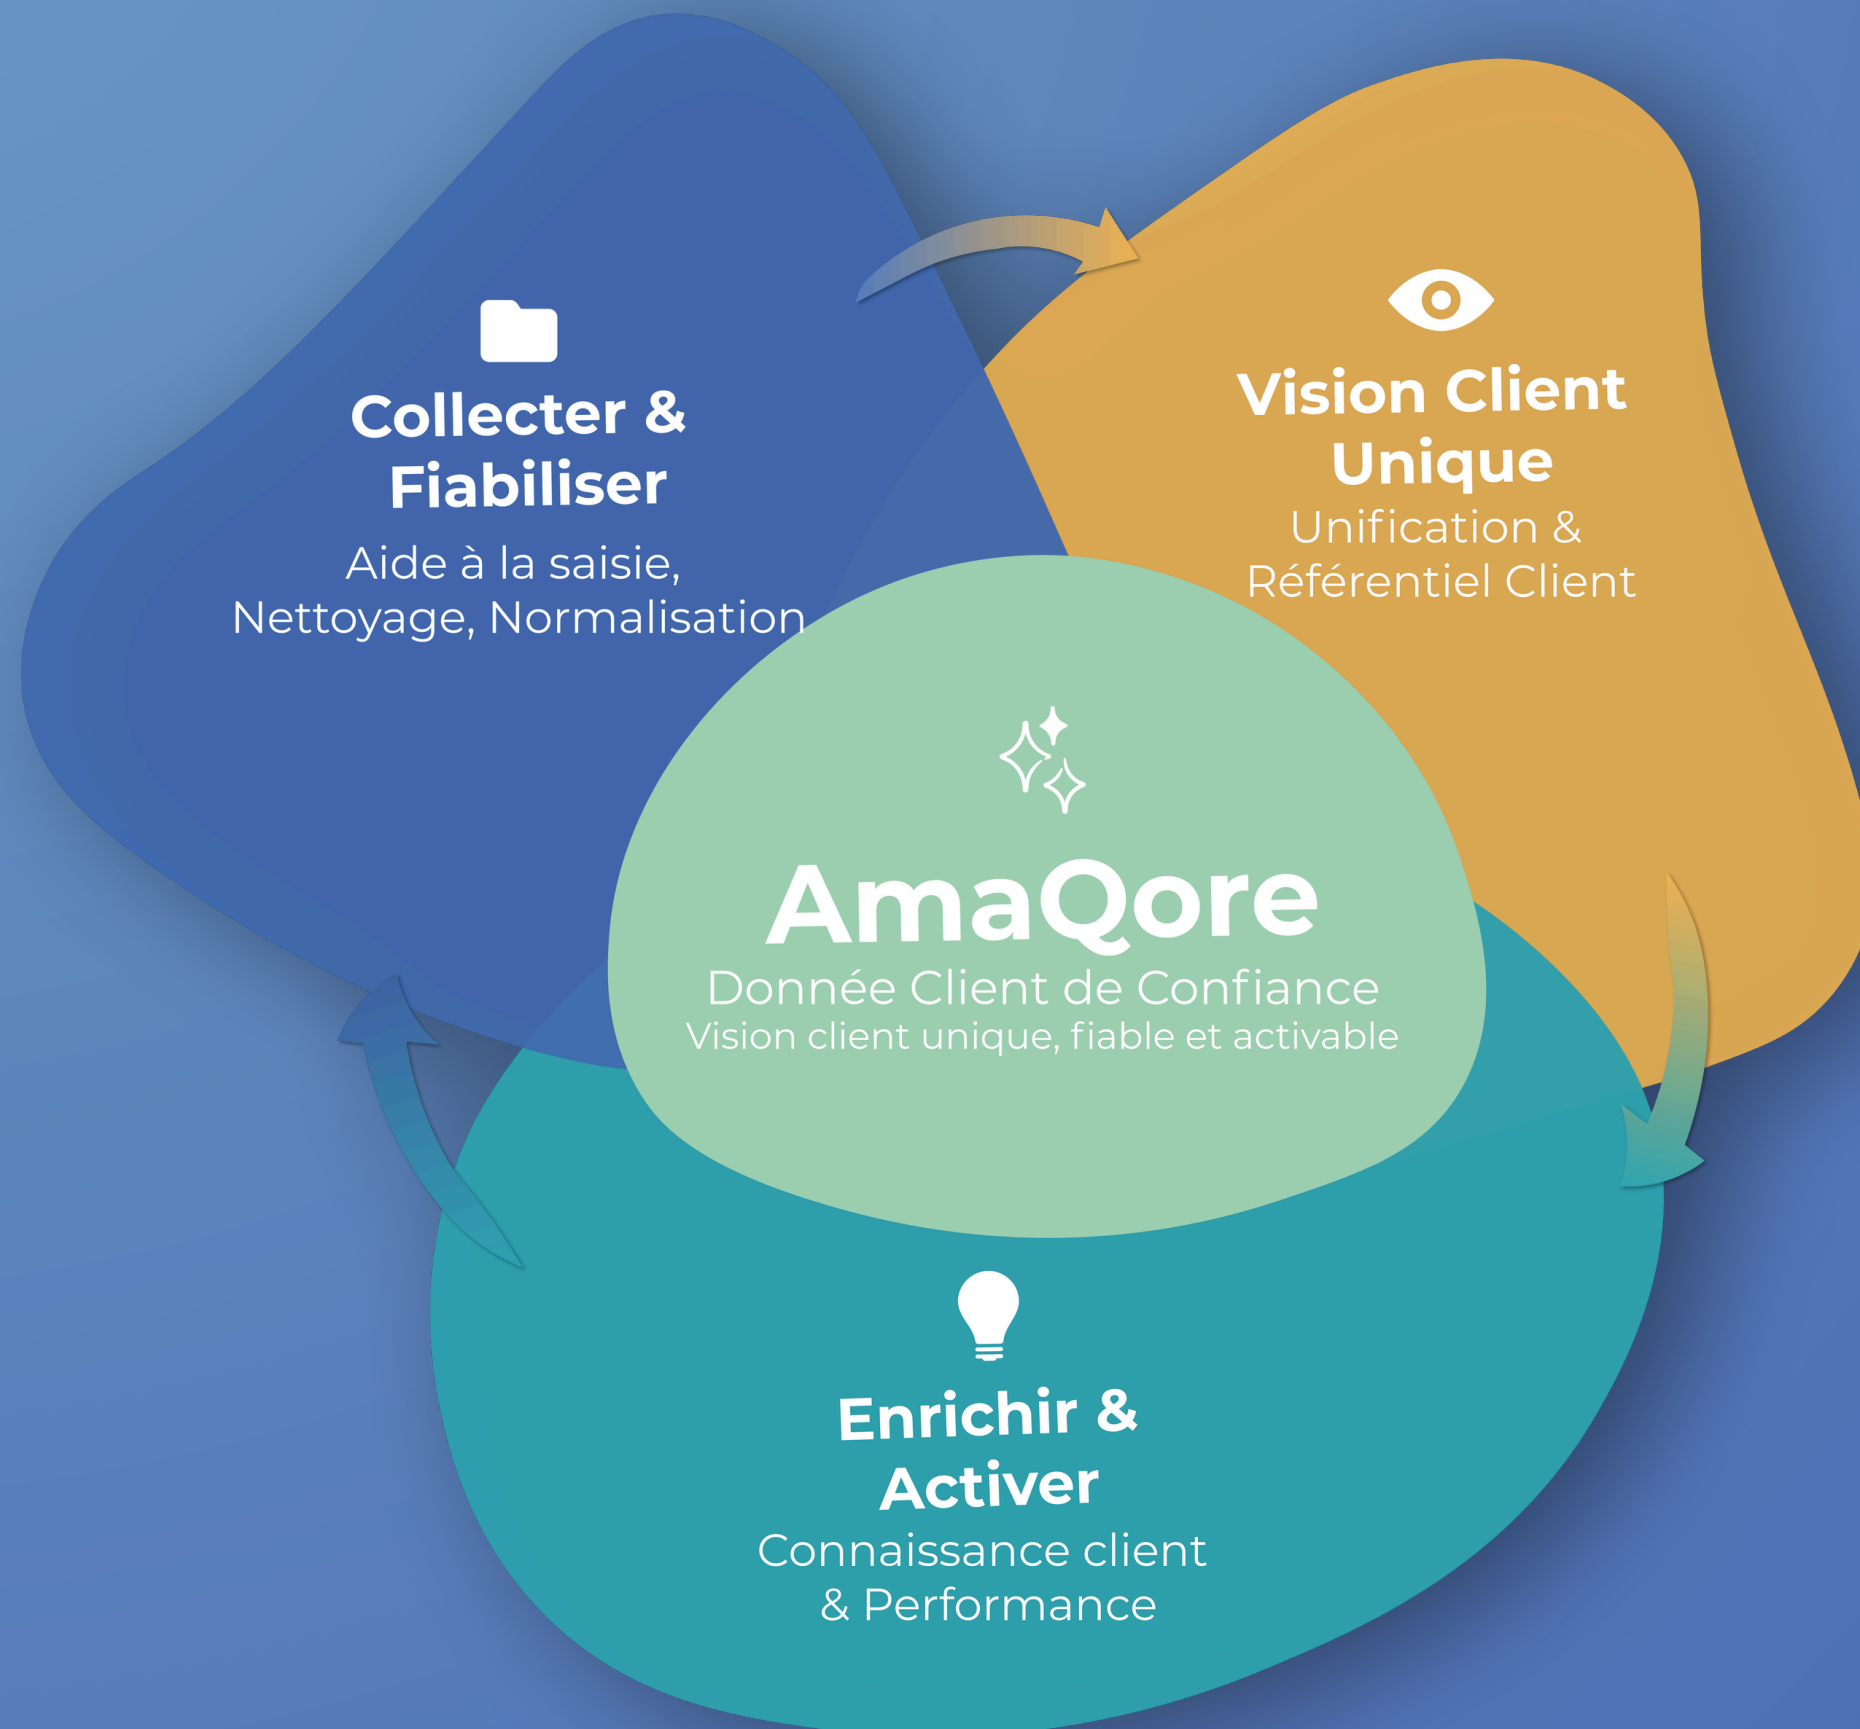 Collecter &
Fiabiliser
Aide à la saisie,
Nettoyage, Normalisation
Vision Client
Unique
Unification &
Référentiel Client
AmaQore
Donnée Client de Confiance
Vision client unique, fiable et activable
Enrichir &
Activer
Connaissance client
& Performance